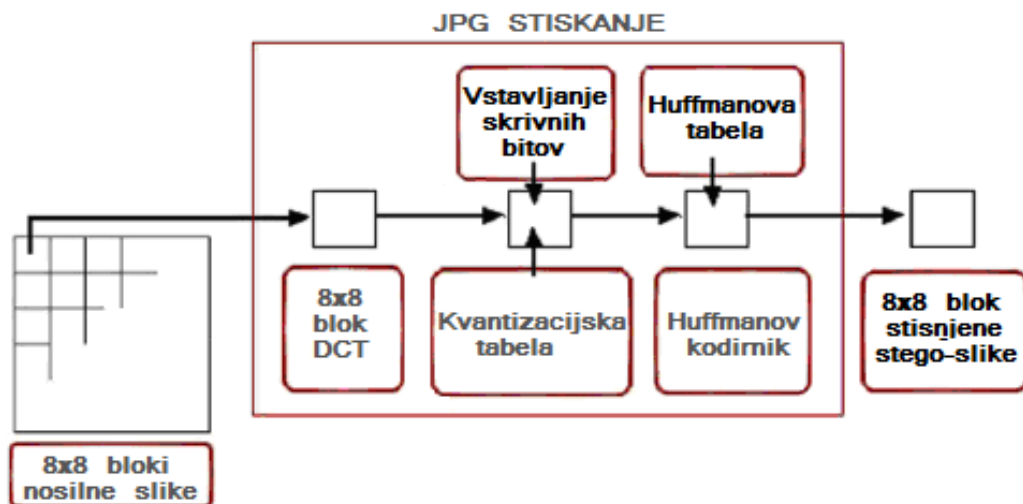 JPG STISKANJE
Vstavljanje
skrivnih
bitov
Huffmanova
tabela
8x8
blok
DCT
Kvantizacijska
tabela
Huffmanov
kodirnik
8x8 blok
stisnjene
stego-slike
8x8 bloki
nosilne slike